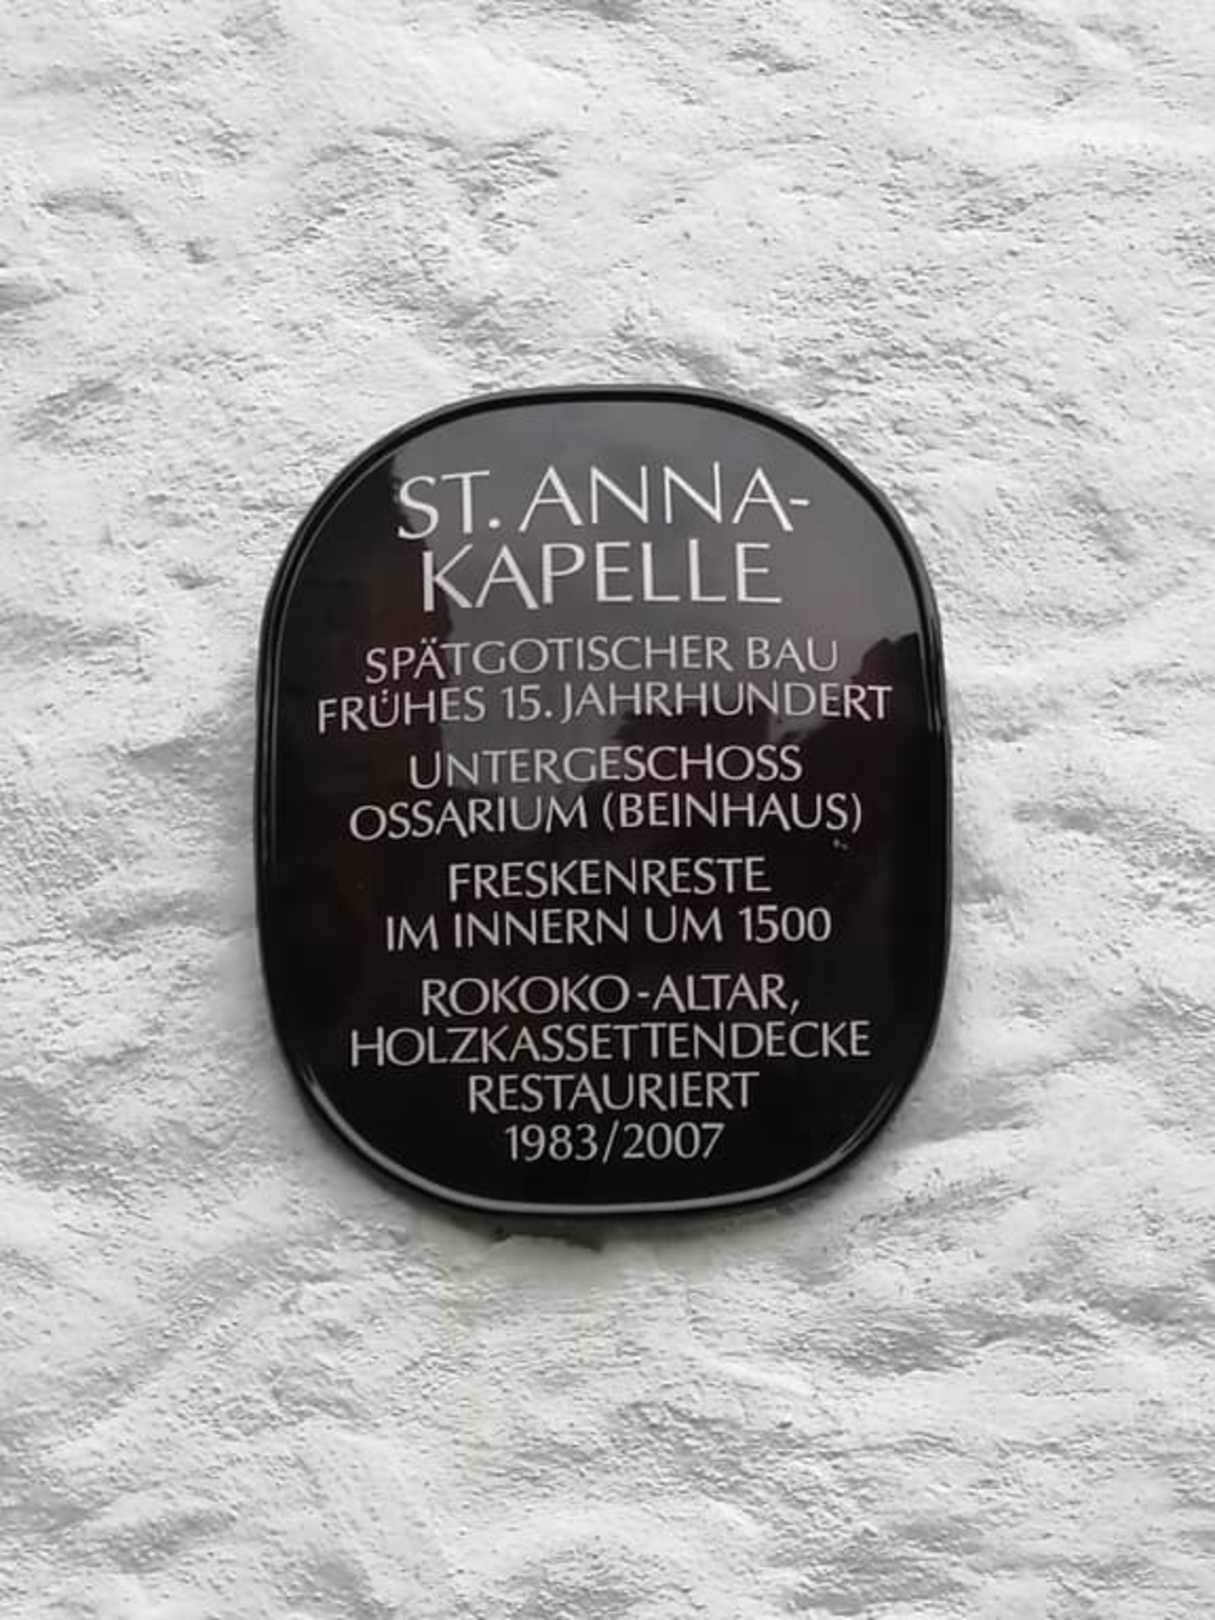 ST. ANNA-
KAPELLE
SPÄTGOTISCHER BAU
FRÜHES 15. JAHRHUNDERT
UNTERGESCHOSS
OSSARIUM (BEINHAUS)
FRESKENRESTE
IM INNERN UM 1500
ROKOKO-ALTAR,
HOLZKASSETTENDECKE
RESTAURIERT
1983/2007